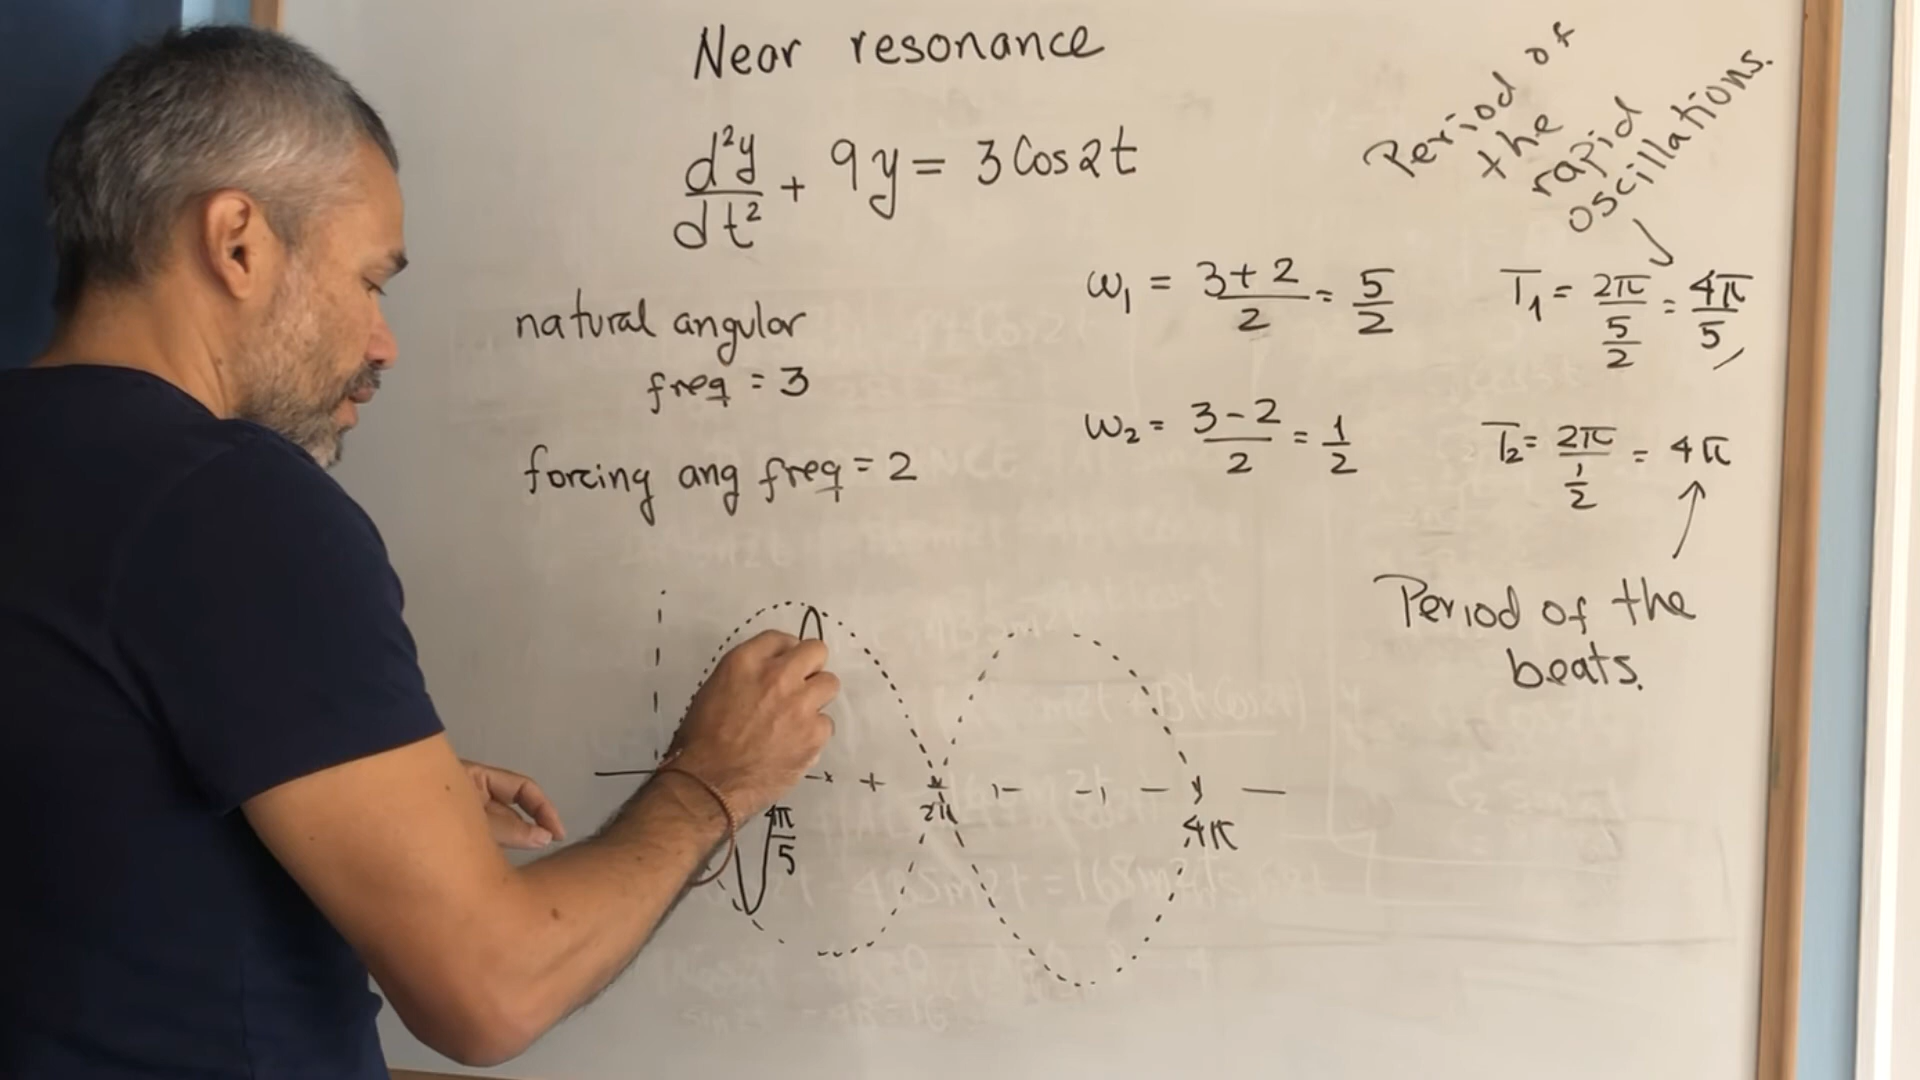 Near resonance
d²y/dt² + 9y = 3 Cos2t
natural angular
freq = 3
forcing ang freq = 2
ω₁ = (3+2)/2 = 5/2
ω₂ = (3-2)/2 = 1/2
Period of
the
rapid
oscillations.
T₁ = 2π/(5/2) = 4π/5
T₂ = 2π/(1/2) = 4π
Period of the
beats.
4π/5
2π
4π